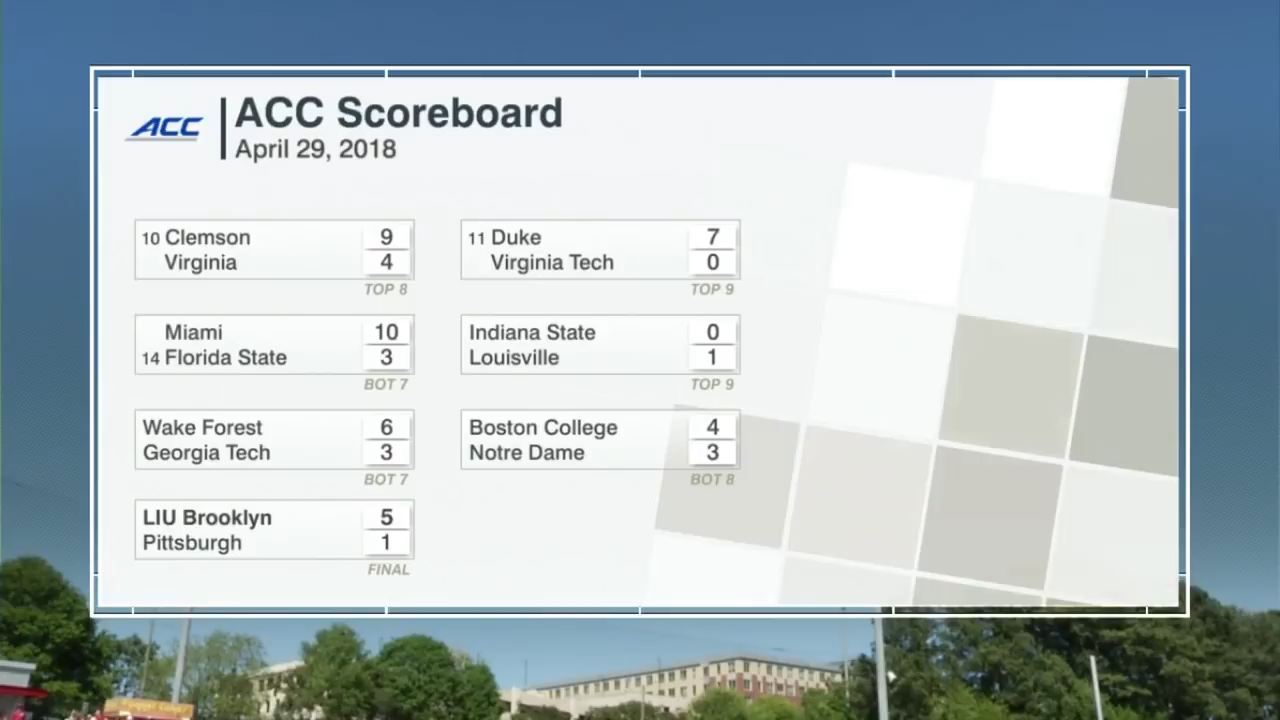 ACC
ACC Scoreboard
April 29, 2018
10 Clemson 9
Virginia 4
TOP 8
11 Duke 7
Virginia Tech 0
TOP 9
Miami 10
14 Florida State 3
BOT 7
Indiana State 0
Louisville 1
TOP 9
Wake Forest 6
Georgia Tech 3
BOT 7
Boston College 4
Notre Dame 3
BOT 8
LIU Brooklyn 5
Pittsburgh 1
FINAL